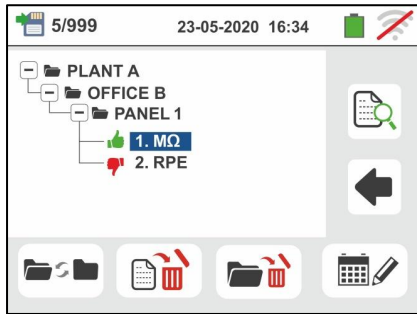 5/999 23-05-2020 16:34
PLANT A
OFFICE B
PANEL 1
1. MΩ
2. RPE